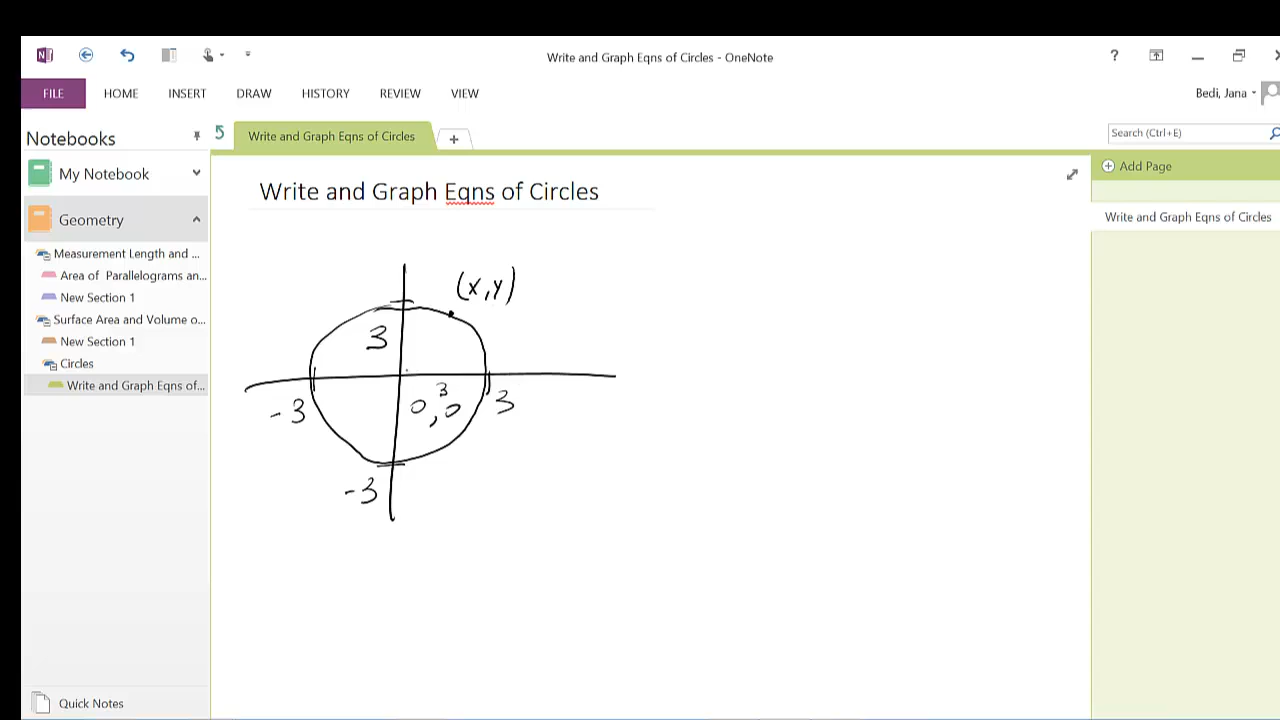 Write and Graph Eqns of Circles - OneNote
?
FILE HOME INSERT DRAW HISTORY REVIEW VIEW
Bedi, Jana
Notebooks
Write and Graph Eqns of Circles
+
Search (Ctrl+E)
My Notebook
Geometry
Measurement Length and ...
Area of Parallelograms an...
New Section 1
Surface Area and Volume o...
New Section 1
Circles
Write and Graph Eqns of...
Quick Notes
Write and Graph Eqns of Circles
(x,y)
3
3
-3
0,0
3
-3
Add Page
Write and Graph Eqns of Circles